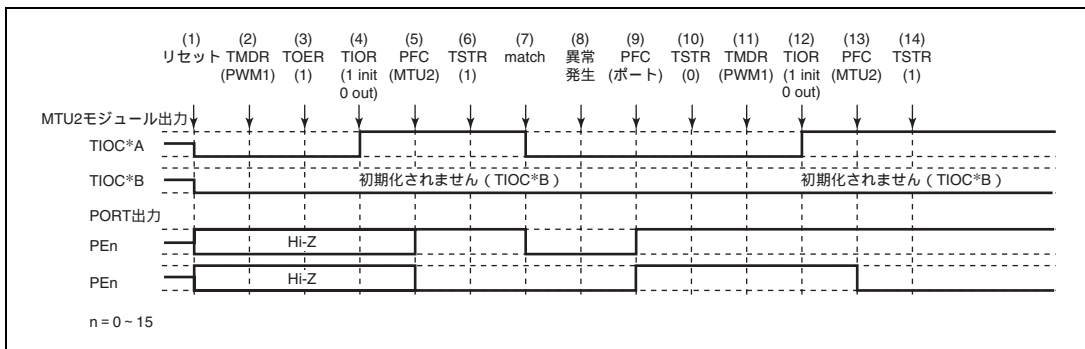 (1) (2) (3) (4) (5) (6) (7) (8) (9) (10) (11) (12) (13) (14)
リセット TMDR TOER TIOR PFC TSTR match 異常 PFC TSTR TMDR TIOR PFC TSTR
(PWM1) (1) (1 init (MTU2) (1) 発生 (ポート) (0) (PWM1) (1 init (MTU2) (1)
0 out) 0 out)
MTU2モジュール出力
TIOC*A
TIOC*B 初期化されません(TIOC*B) 初期化されません(TIOC*B)
PORT出力
PEn Hi-Z
PEn Hi-Z
n = 0 ~ 15